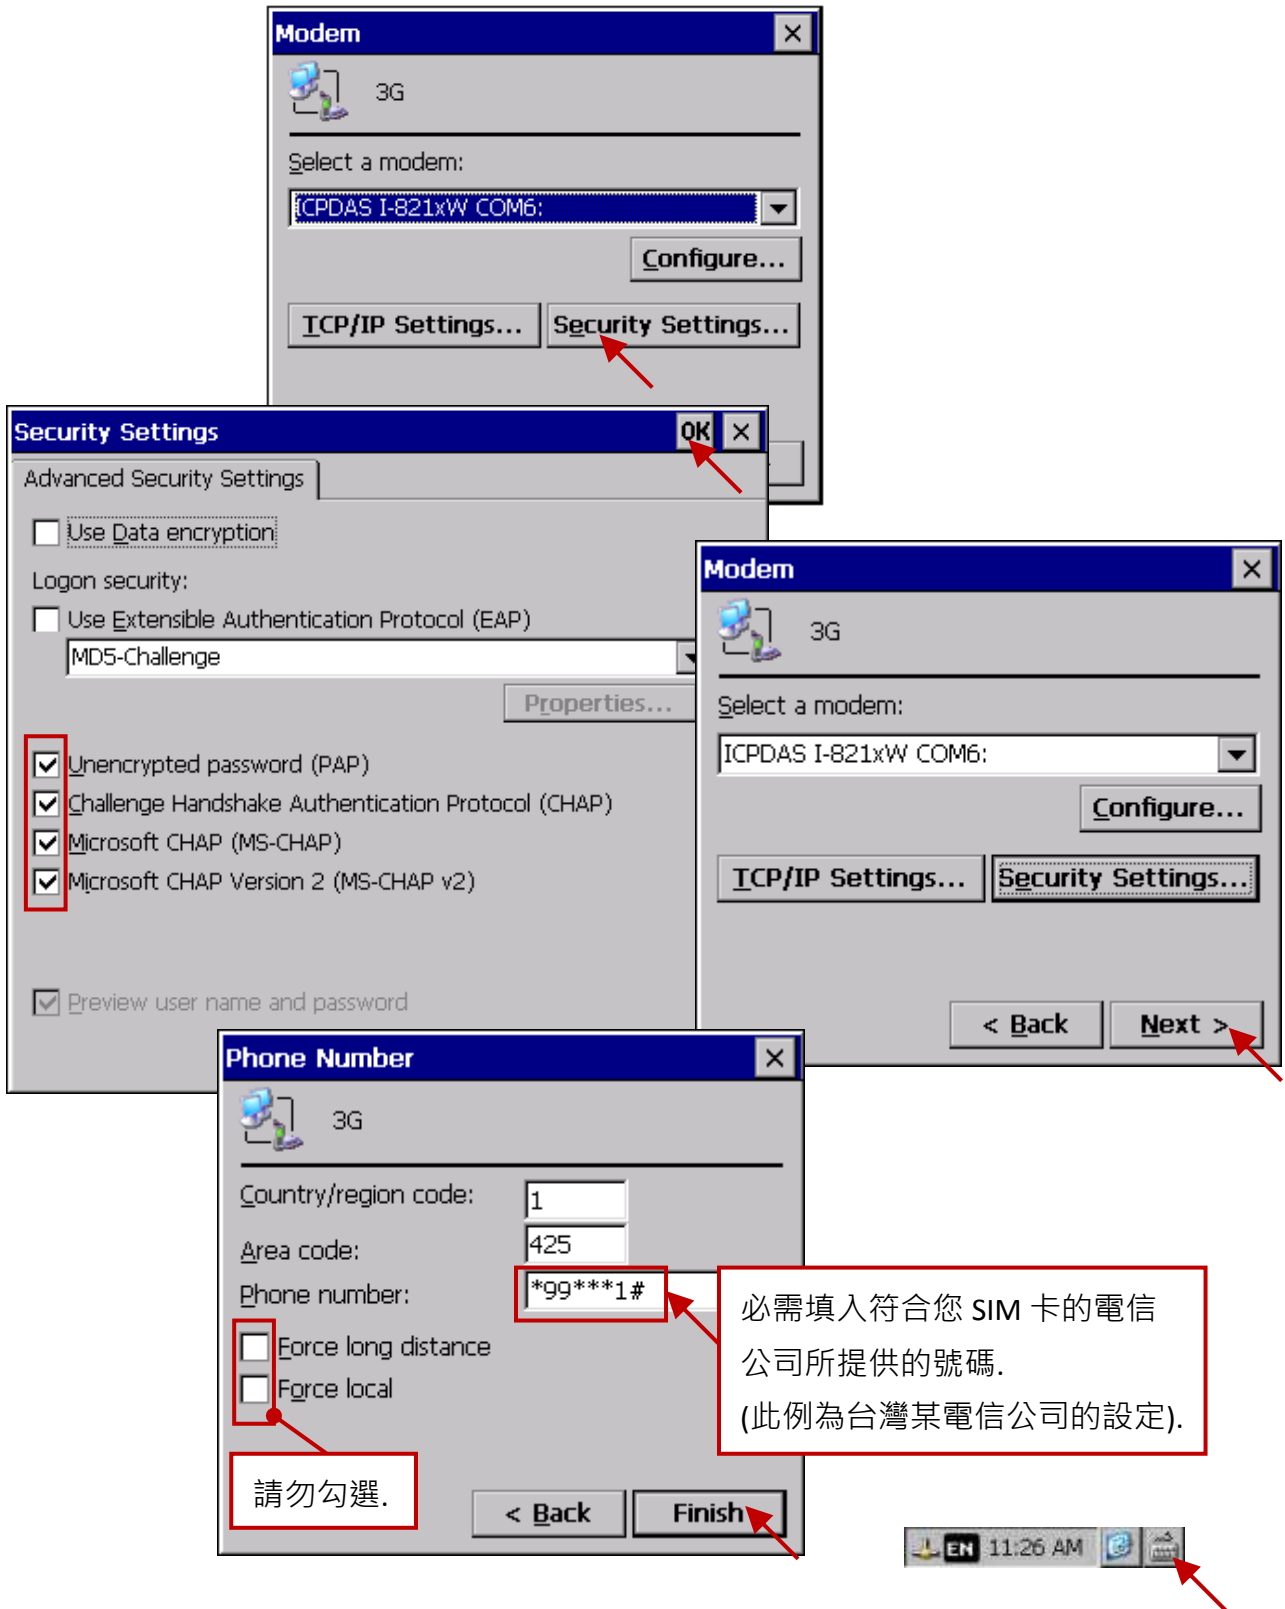 Modem
3G
Select a modem:
ICPDAS I-821xW COM6:
Configure...
TCP/IP Settings...
Security Settings...
Security Settings
OK
Advanced Security Settings
Use Data encryption
Logon security:
Use Extensible Authentication Protocol (EAP)
MD5-Challenge
Properties...
Unencrypted password (PAP)
Challenge Handshake Authentication Protocol (CHAP)
Microsoft CHAP (MS-CHAP)
Microsoft CHAP Version 2 (MS-CHAP v2)
Preview user name and password
Modem
3G
Select a modem:
ICPDAS I-821xW COM6:
Configure...
TCP/IP Settings...
Security Settings...
< Back
Next >
Phone Number
3G
Country/region code:
1
Area code:
425
Phone number:
*99***1#
Force long distance
Force local
必需填入符合您 SIM 卡的電信
公司所提供的號碼.
(此例為台灣某電信公司的設定).
請勿勾選.
< Back
Finish
EN
11:26 AM